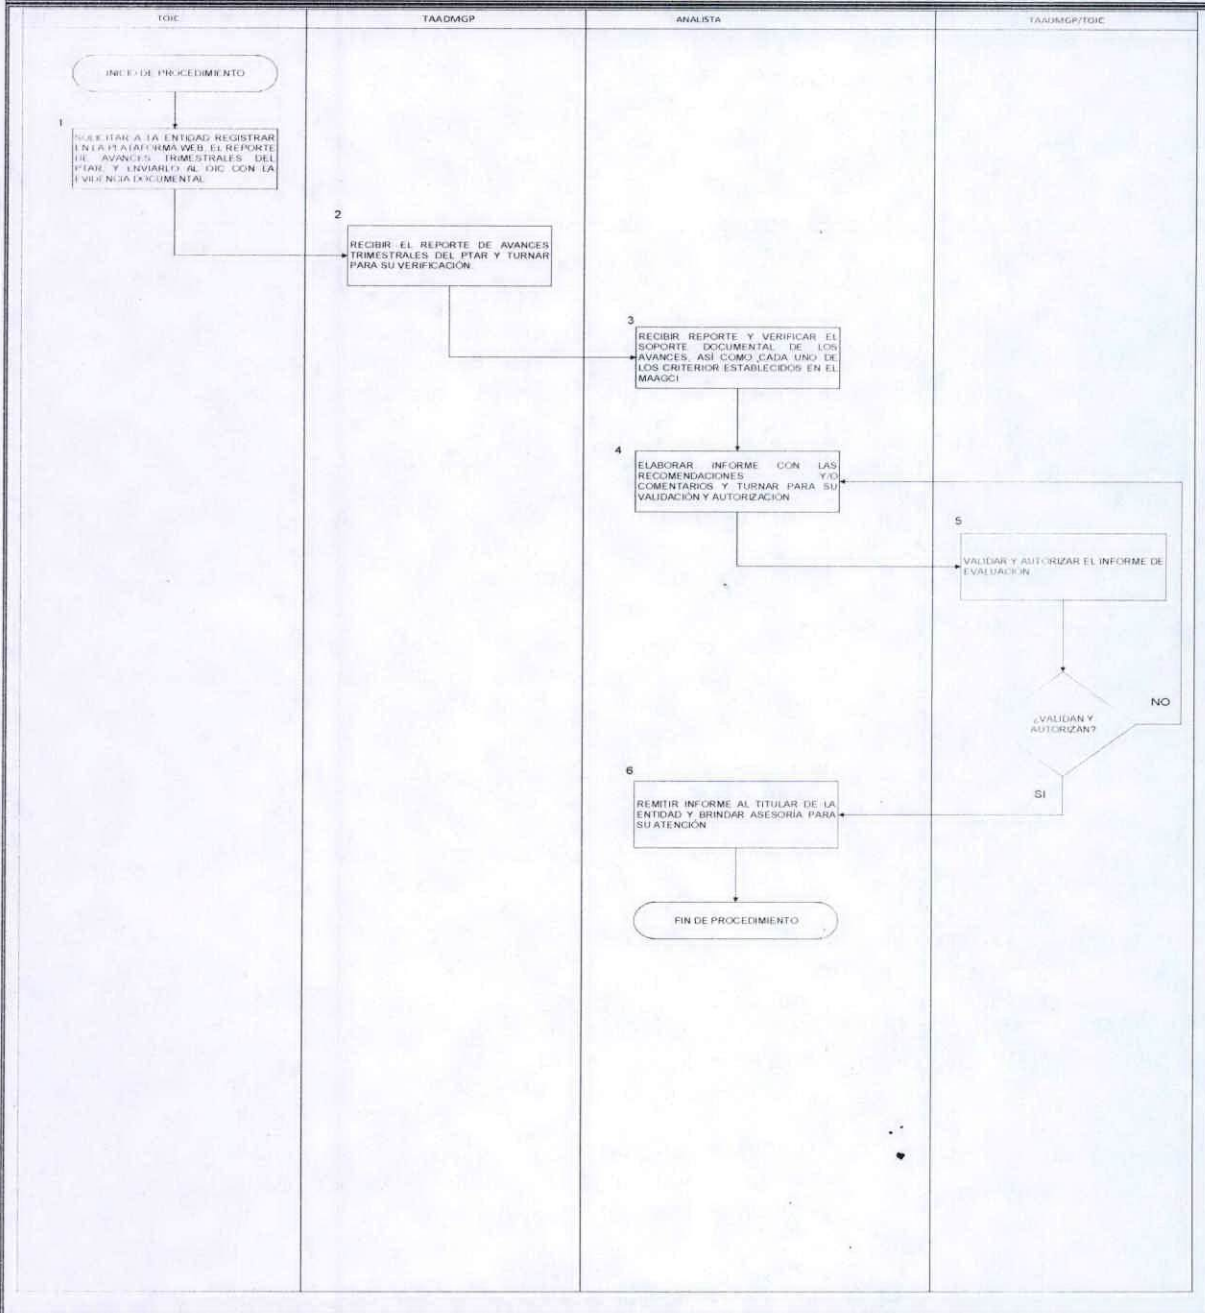 TOIC
TAADMGP
ANALISTA
TAADMGP/TOIC
INICIO DE PROCEDIMIENTO
1
SOLICITAR A LA ENTIDAD REGISTRAR
EN LA PLATAFORMA WEB, EL REPORTE
DE AVANCES TRIMESTRALES DEL
PTAR, Y ENVIARLO AL OIC CON LA
EVIDENCIA DOCUMENTAL
2
RECIBIR EL REPORTE DE AVANCES
TRIMESTRALES DEL PTAR Y TURNAR
PARA SU VERIFICACIÓN.
3
RECIBIR REPORTE Y VERIFICAR EL
SOPORTE DOCUMENTAL DE LOS
AVANCES, ASÍ COMO CADA UNO DE
LOS CRITERIOR ESTABLECIDOS EN EL
MAAGCI
4
ELABORAR INFORME CON LAS
RECOMENDACIONES Y/O
COMENTARIOS Y TURNAR PARA SU
VALIDACIÓN Y AUTORIZACIÓN
5
VALIDAR Y AUTORIZAR EL INFORME DE
EVALUACIÓN
¿VALIDAN Y
AUTORIZAN?
NO
SI
6
REMITIR INFORME AL TITULAR DE LA
ENTIDAD Y BRINDAR ASESORÍA PARA
SU ATENCIÓN
FIN DE PROCEDIMIENTO